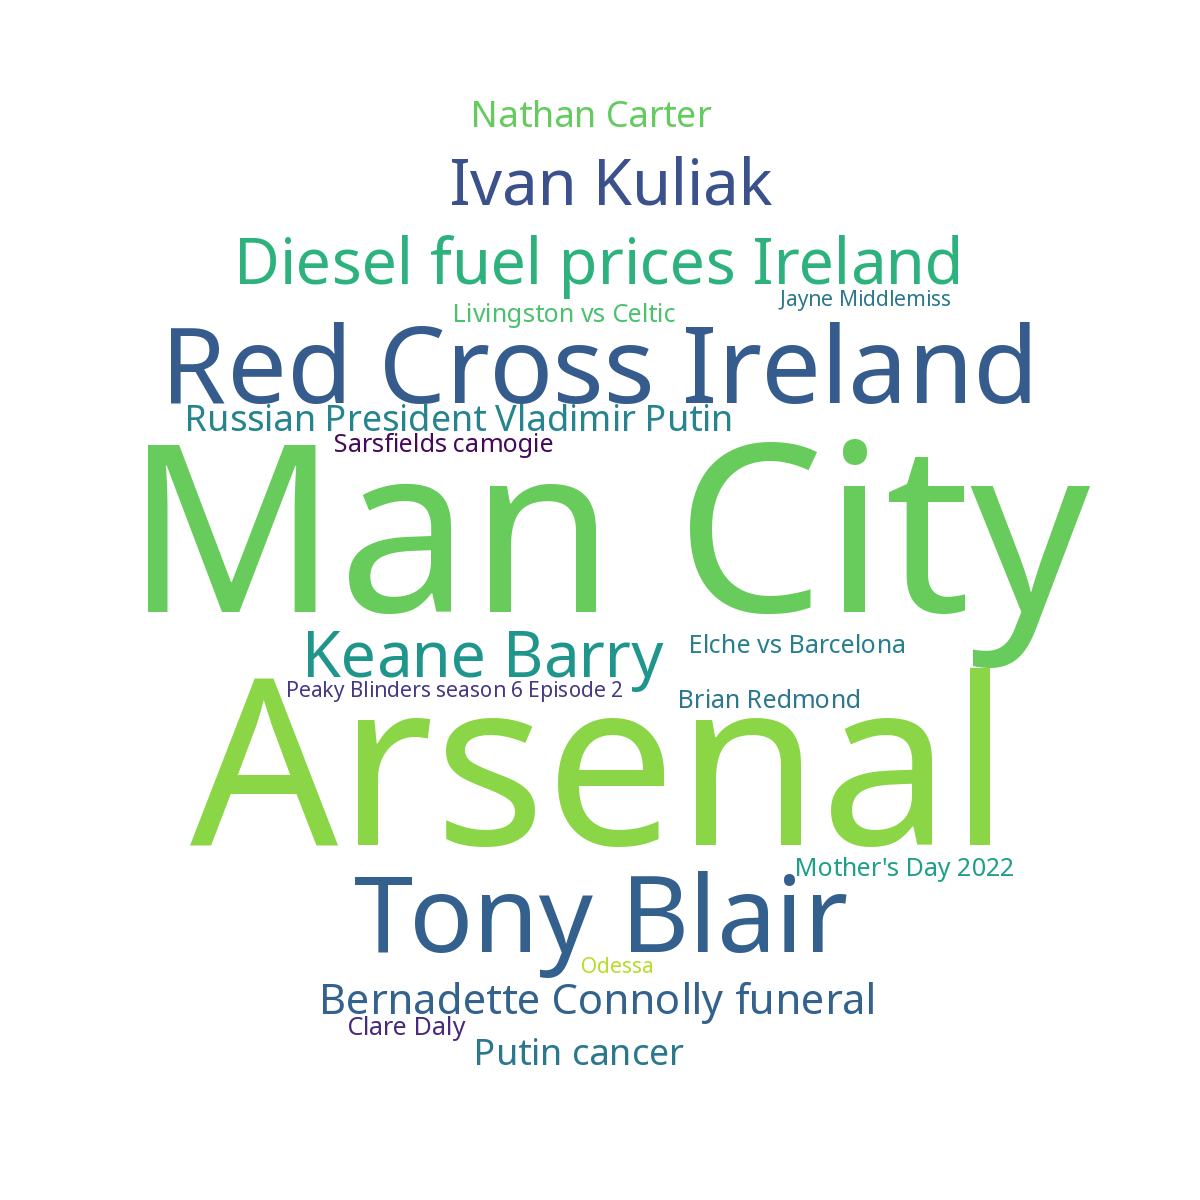 Nathan Carter
Ivan Kuliak
Diesel fuel prices Ireland
Jayne Middlemiss
Livingston vs Celtic
Red Cross Ireland
Russian President Vladimir Putin
Sarsfields camogie
Man City
Elche vs Barcelona
Keane Barry
Peaky Blinders season 6 Episode 2
Brian Redmond
Arsenal
Mother's Day 2022
Tony Blair
Odessa
Bernadette Connolly funeral
Clare Daly
Putin cancer